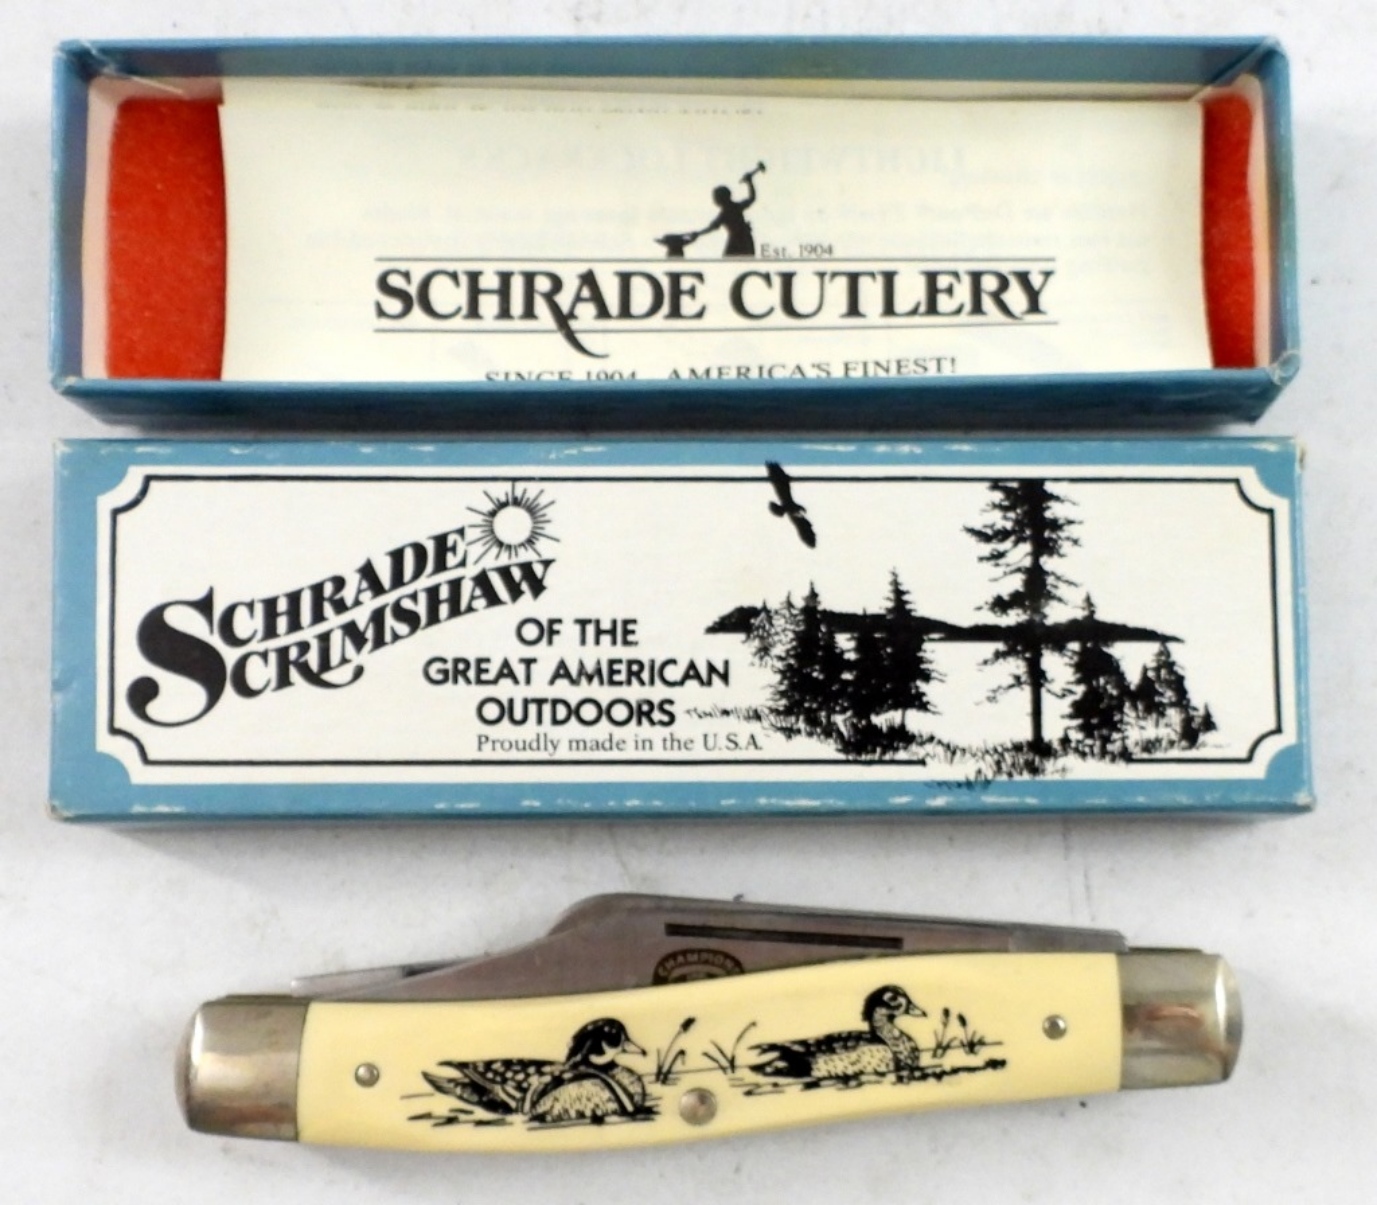 Est. 1904
SCHRADE CUTLERY
SINCE 1904 AMERICA'S FINEST!
SCHRADE
SCRIMSHAW
OF THE
GREAT AMERICAN
OUTDOORS
Proudly made in the U.S.A.
CHAMPION